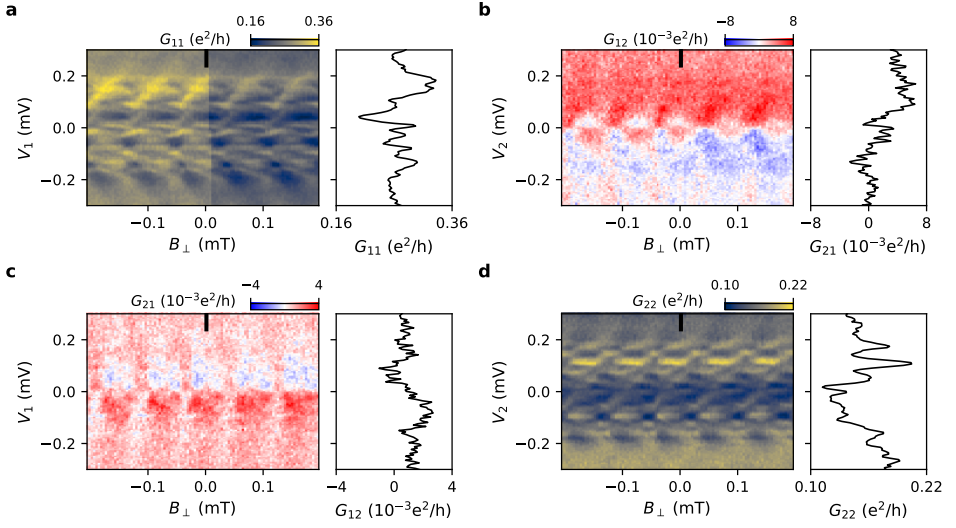 a
G₁₁ (e²/h)
0.16 0.36
V₁ (mV)
0.2
0.0
−0.2
−0.1 0.0 0.1
B⊥ (mT)
0.16 0.36
G₁₁ (e²/h)
b
G₁₂ (10⁻³e²/h)
−8 8
V₂ (mV)
0.2
0.0
−0.2
−0.1 0.0 0.1
B⊥ (mT)
−8 0 8
G₂₁ (10⁻³e²/h)
c
G₂₁ (10⁻³e²/h)
−4 4
V₁ (mV)
0.2
0.0
−0.2
−0.1 0.0 0.1
B⊥ (mT)
−4 0 4
G₁₂ (10⁻³e²/h)
d
G₂₂ (e²/h)
0.10 0.22
V₂ (mV)
0.2
0.0
−0.2
−0.1 0.0 0.1
B⊥ (mT)
0.10 0.22
G₂₂ (e²/h)